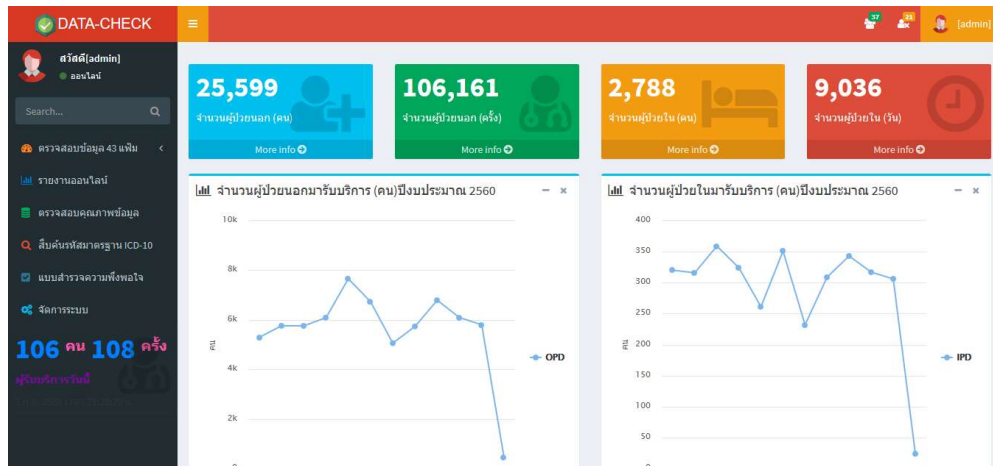 DATA-CHECK
37
21
[admin]
สวัสดี[admin]
ออนไลน์
Search...
ตรวจสอบข้อมูล 43 แฟ้ม
รายงานออนไลน์
ตรวจสอบคุณภาพข้อมูล
สืบค้นรหัสมาตรฐาน ICD-10
แบบสำรวจความพึงพอใจ
จัดการระบบ
106 คน 108 ครั้ง
ผู้รับบริการวันนี้
25,599
จำนวนผู้ป่วยนอก (คน)
More info
106,161
จำนวนผู้ป่วยนอก (ครั้ง)
More info
2,788
จำนวนผู้ป่วยใน (คน)
More info
9,036
จำนวนผู้ป่วยใน (วัน)
More info
จำนวนผู้ป่วยนอกมารับบริการ (คน)ปีงบประมาณ 2560
10k
8k
6k
4k
2k
0
คน
OPD
จำนวนผู้ป่วยในมารับบริการ (คน)ปีงบประมาณ 2560
400
350
300
250
200
150
100
50
0
คน
IPD